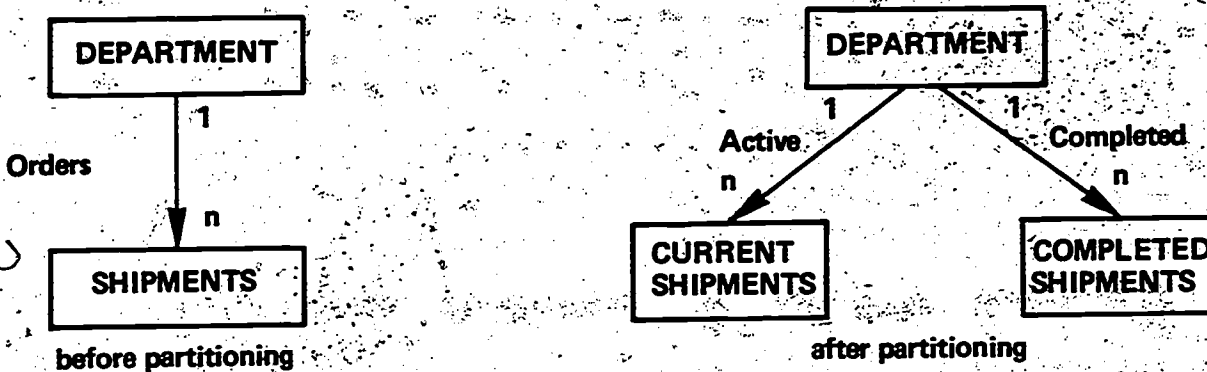 DEPARTMENT
1
Orders
n
SHIPMENTS
before partitioning
DEPARTMENT
1
1
Active
Completed
n
n
CURRENT
SHIPMENTS
COMPLETED
SHIPMENTS
after partitioning